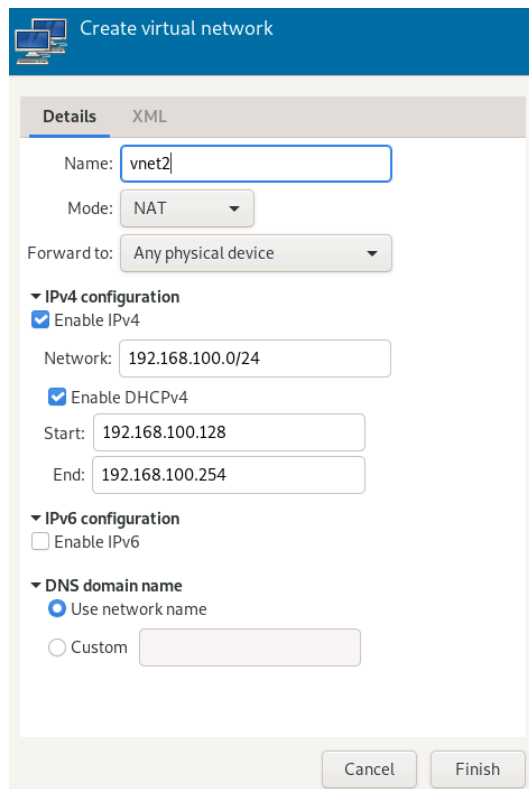 Create virtual network
Details XML
Name: vnet2
Mode: NAT
Forward to: Any physical device
IPv4 configuration
Enable IPv4
Network: 192.168.100.0/24
Enable DHCPv4
Start: 192.168.100.128
End: 192.168.100.254
IPv6 configuration
Enable IPv6
DNS domain name
Use network name
Custom
Cancel Finish